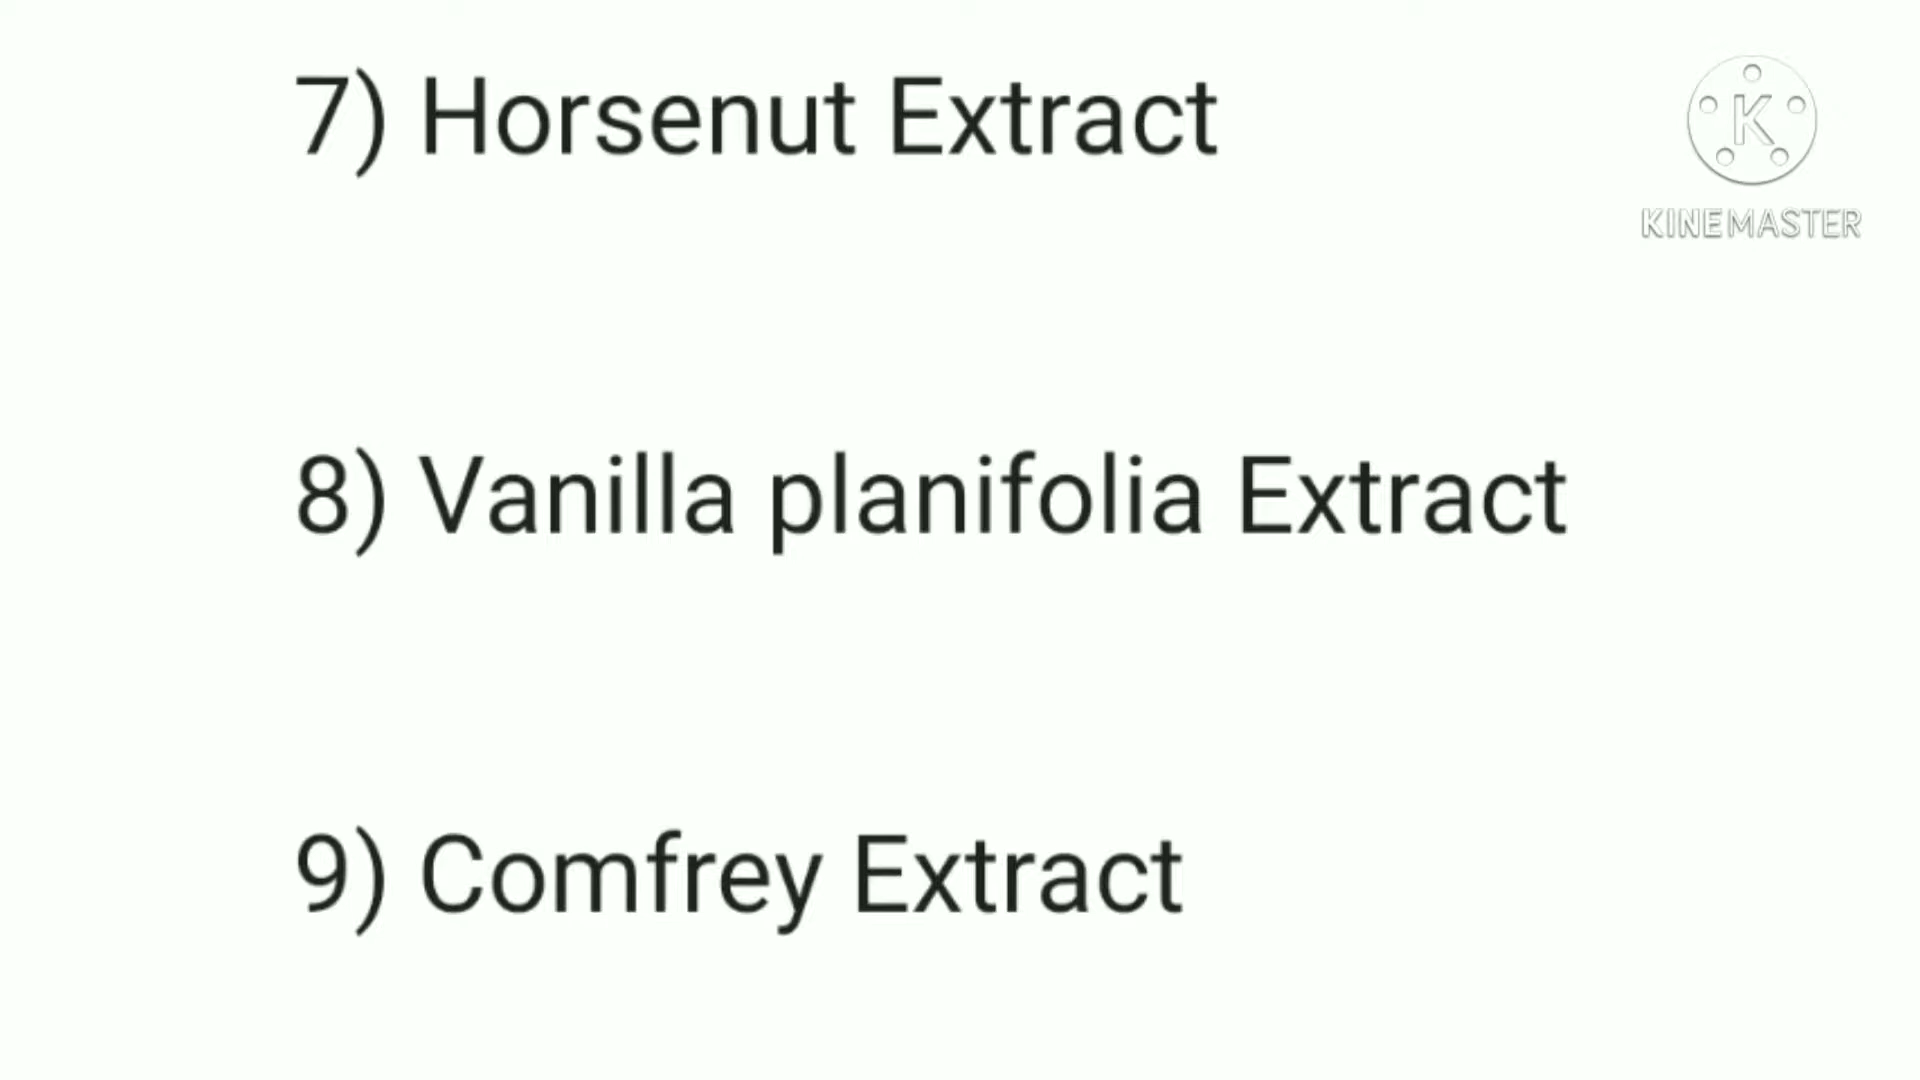 7) Horsenut Extract
K
KINEMASTER
8) Vanilla planifolia Extract
9) Comfrey Extract